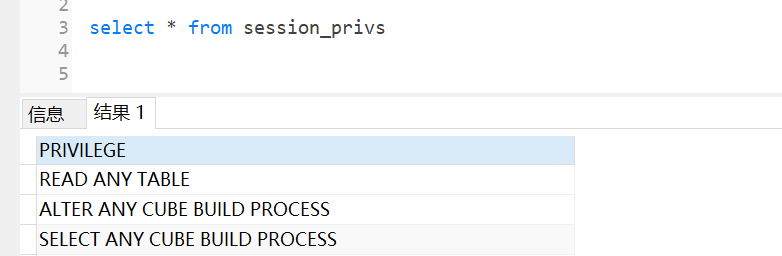 2
3 select * from session_privs
4
5
信息 结果 1
PRIVILEGE
READ ANY TABLE
ALTER ANY CUBE BUILD PROCESS
SELECT ANY CUBE BUILD PROCESS